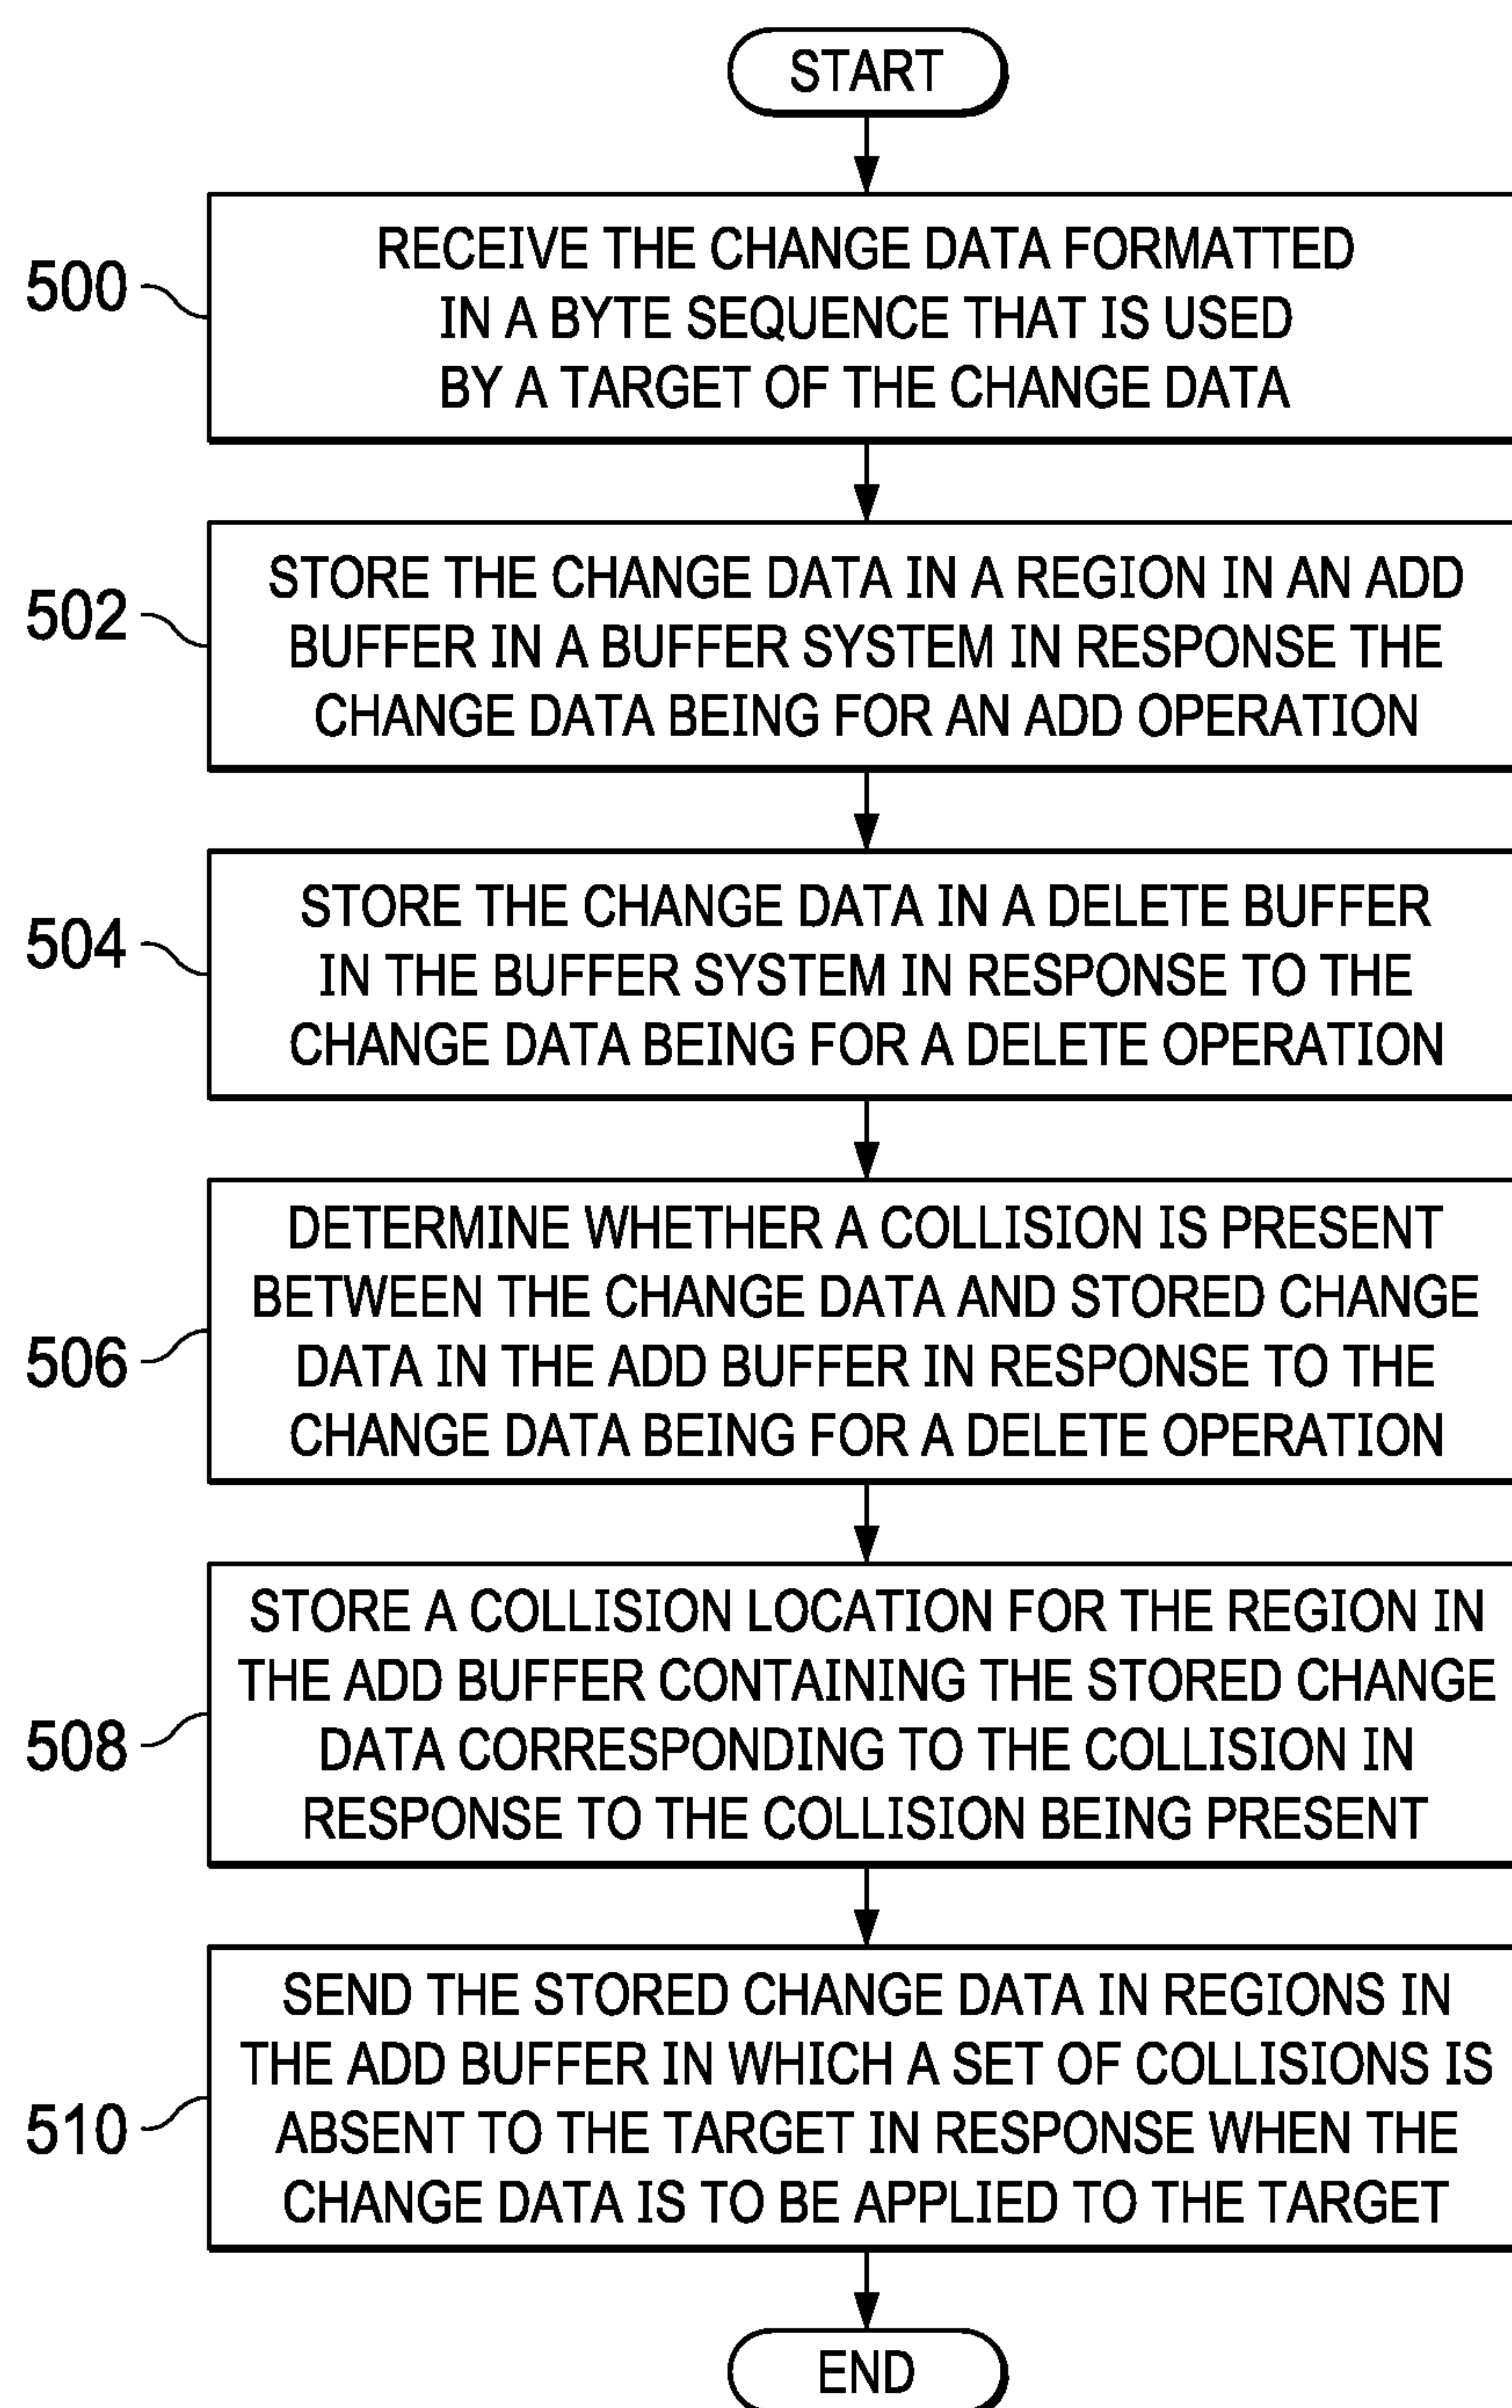 START
500
RECEIVE THE CHANGE DATA FORMATTED
IN A BYTE SEQUENCE THAT IS USED
BY A TARGET OF THE CHANGE DATA
502
STORE THE CHANGE DATA IN A REGION IN AN ADD
BUFFER IN A BUFFER SYSTEM IN RESPONSE THE
CHANGE DATA BEING FOR AN ADD OPERATION
504
STORE THE CHANGE DATA IN A DELETE BUFFER
IN THE BUFFER SYSTEM IN RESPONSE TO THE
CHANGE DATA BEING FOR A DELETE OPERATION
506
DETERMINE WHETHER A COLLISION IS PRESENT
BETWEEN THE CHANGE DATA AND STORED CHANGE
DATA IN THE ADD BUFFER IN RESPONSE TO THE
CHANGE DATA BEING FOR A DELETE OPERATION
508
STORE A COLLISION LOCATION FOR THE REGION IN
THE ADD BUFFER CONTAINING THE STORED CHANGE
DATA CORRESPONDING TO THE COLLISION IN
RESPONSE TO THE COLLISION BEING PRESENT
510
SEND THE STORED CHANGE DATA IN REGIONS IN
THE ADD BUFFER IN WHICH A SET OF COLLISIONS IS
ABSENT TO THE TARGET IN RESPONSE WHEN THE
CHANGE DATA IS TO BE APPLIED TO THE TARGET
END